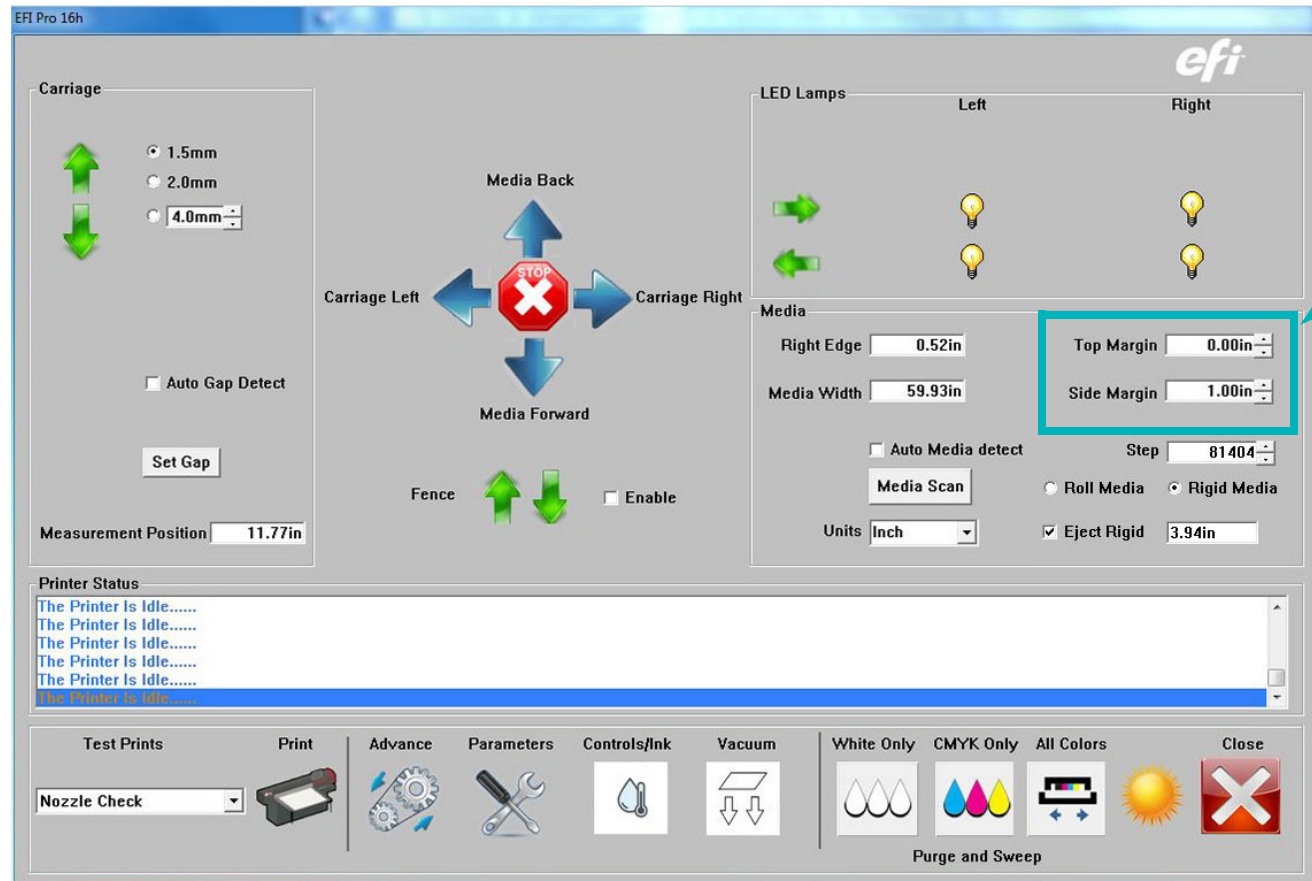 EFI Pro 16h
efi
Carriage
1.5mm
2.0mm
4.0mm
Auto Gap Detect
Set Gap
Measurement Position 11.77in
Media Back
STOP
Carriage Left
Carriage Right
Media Forward
Fence
Enable
LED Lamps
Left Right
Media
Right Edge 0.52in
Top Margin 0.00in
Media Width 59.93in
Side Margin 1.00in
Auto Media detect
Step 81404
Media Scan
Roll Media Rigid Media
Units Inch
Eject Rigid 3.94in
Printer Status
The Printer Is Idle......
The Printer Is Idle......
The Printer Is Idle......
The Printer Is Idle......
The Printer Is Idle......
The Printer Is Idle......
Test Prints Print Advance Parameters Controls/Ink Vacuum White Only CMYK Only All Colors Close
Nozzle Check
Purge and Sweep